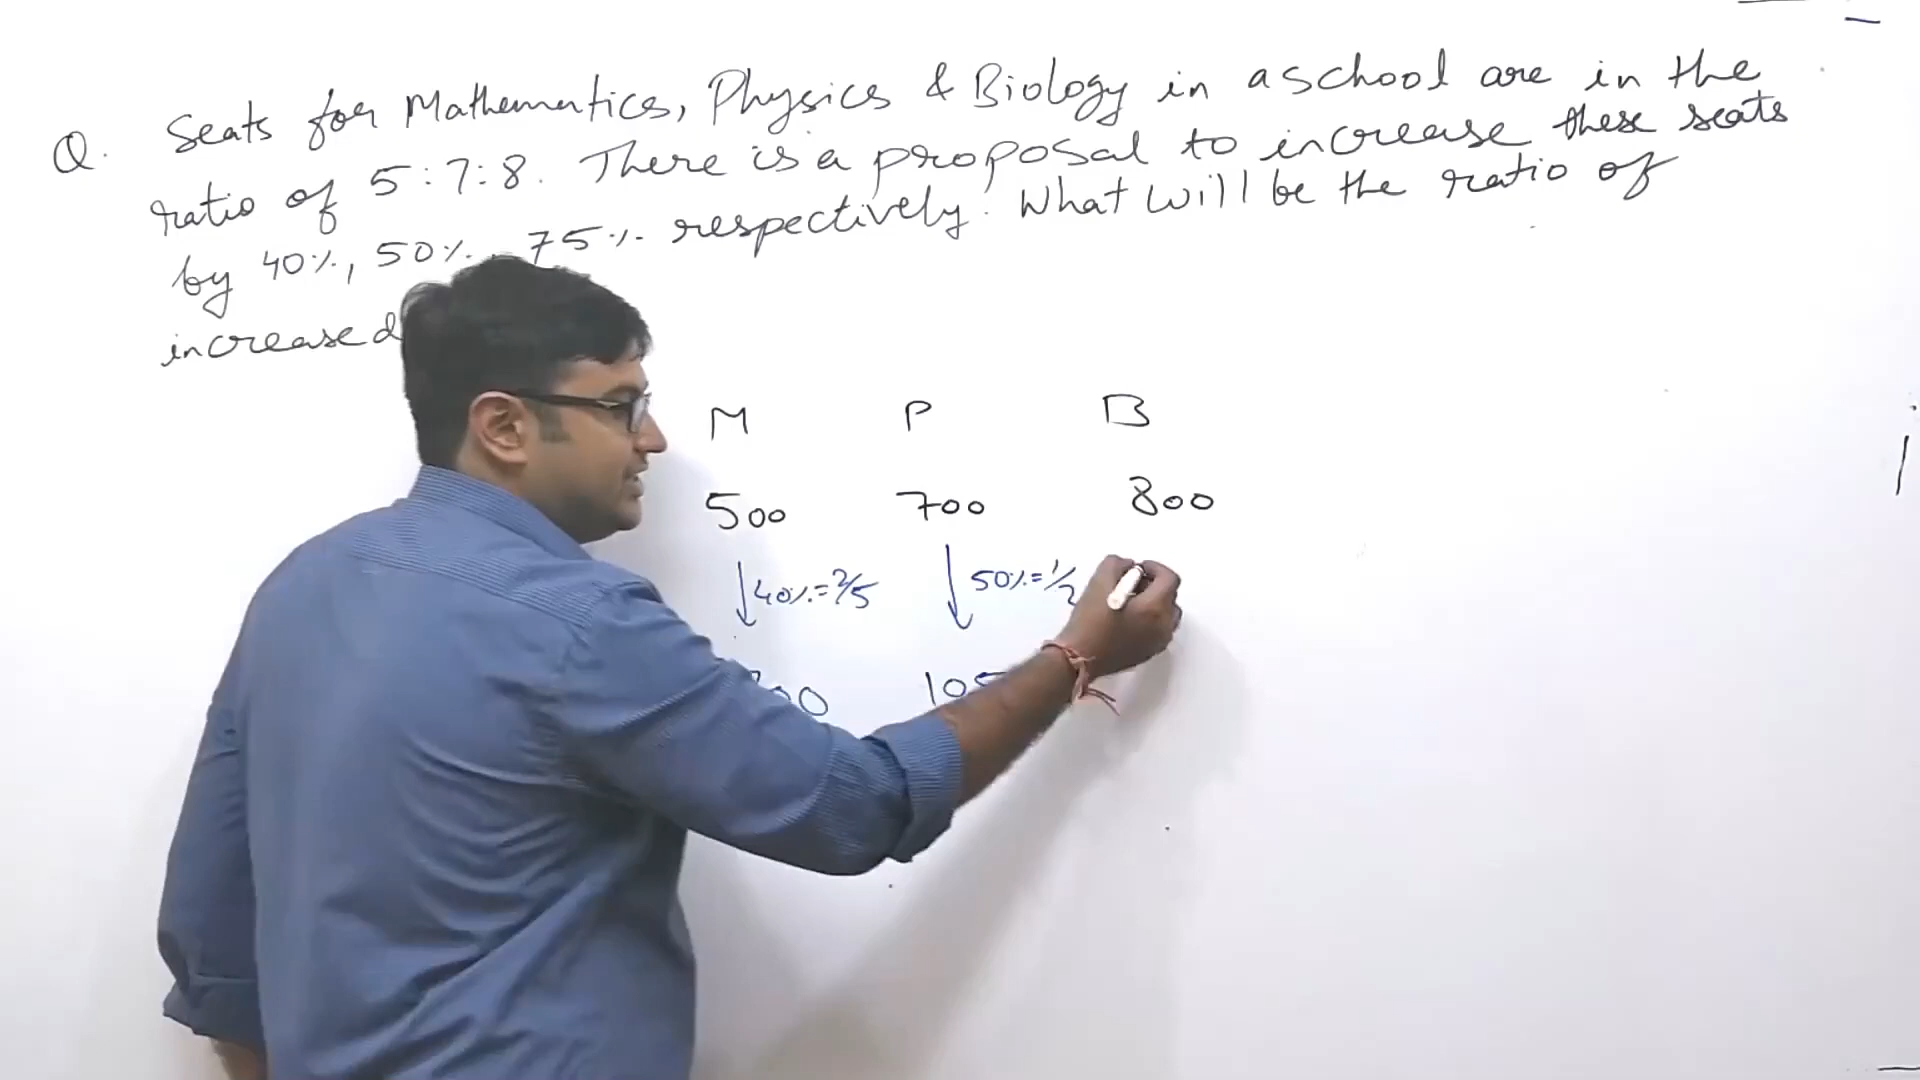 Q. Seats for Mathematics, Physics & Biology in a school are in the
ratio of 5:7:8. There is a proposal to increase these seats
by 40%, 50%, 75% respectively. What will be the ratio of
increased
M P B
500 700 800
40%=2/5 50%=1/2